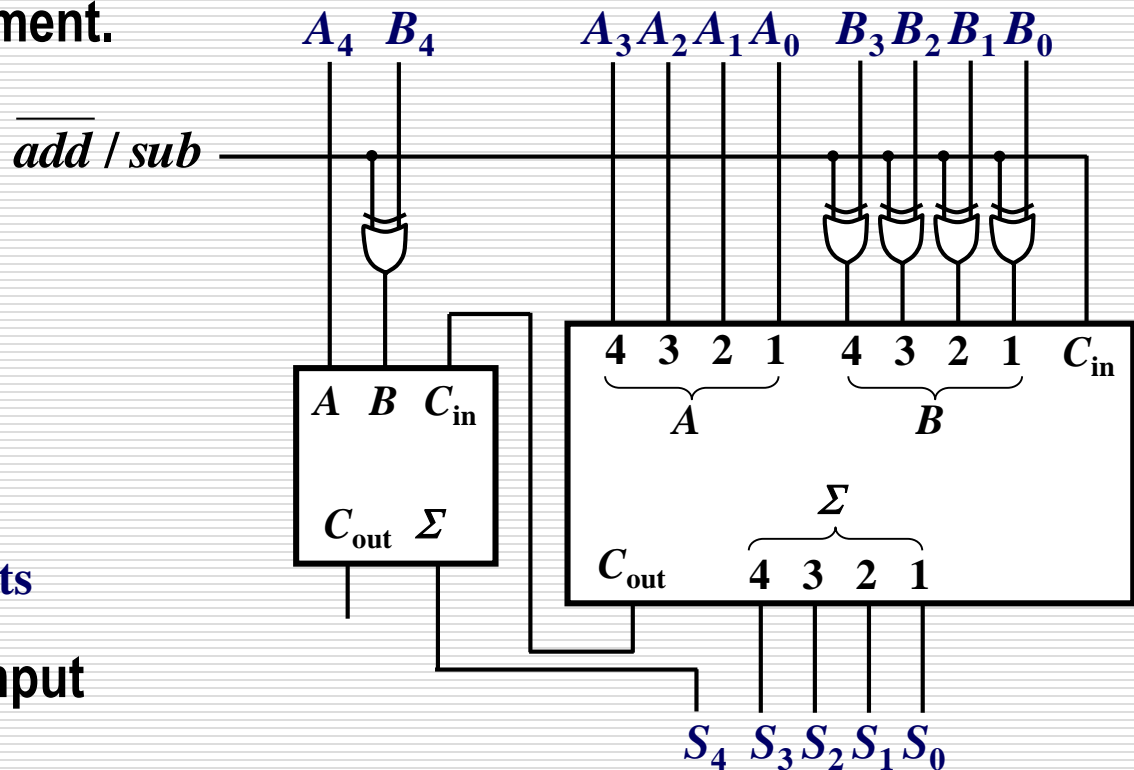 ment.
A4 B4 A3 A2 A1 A0 B3 B2 B1 B0
add / sub
4 3 2 1 4 3 2 1 Cin
A B
A B Cin
Cout Σ
Σ
Cout 4 3 2 1
ts
nput
S4 S3 S2 S1 S0